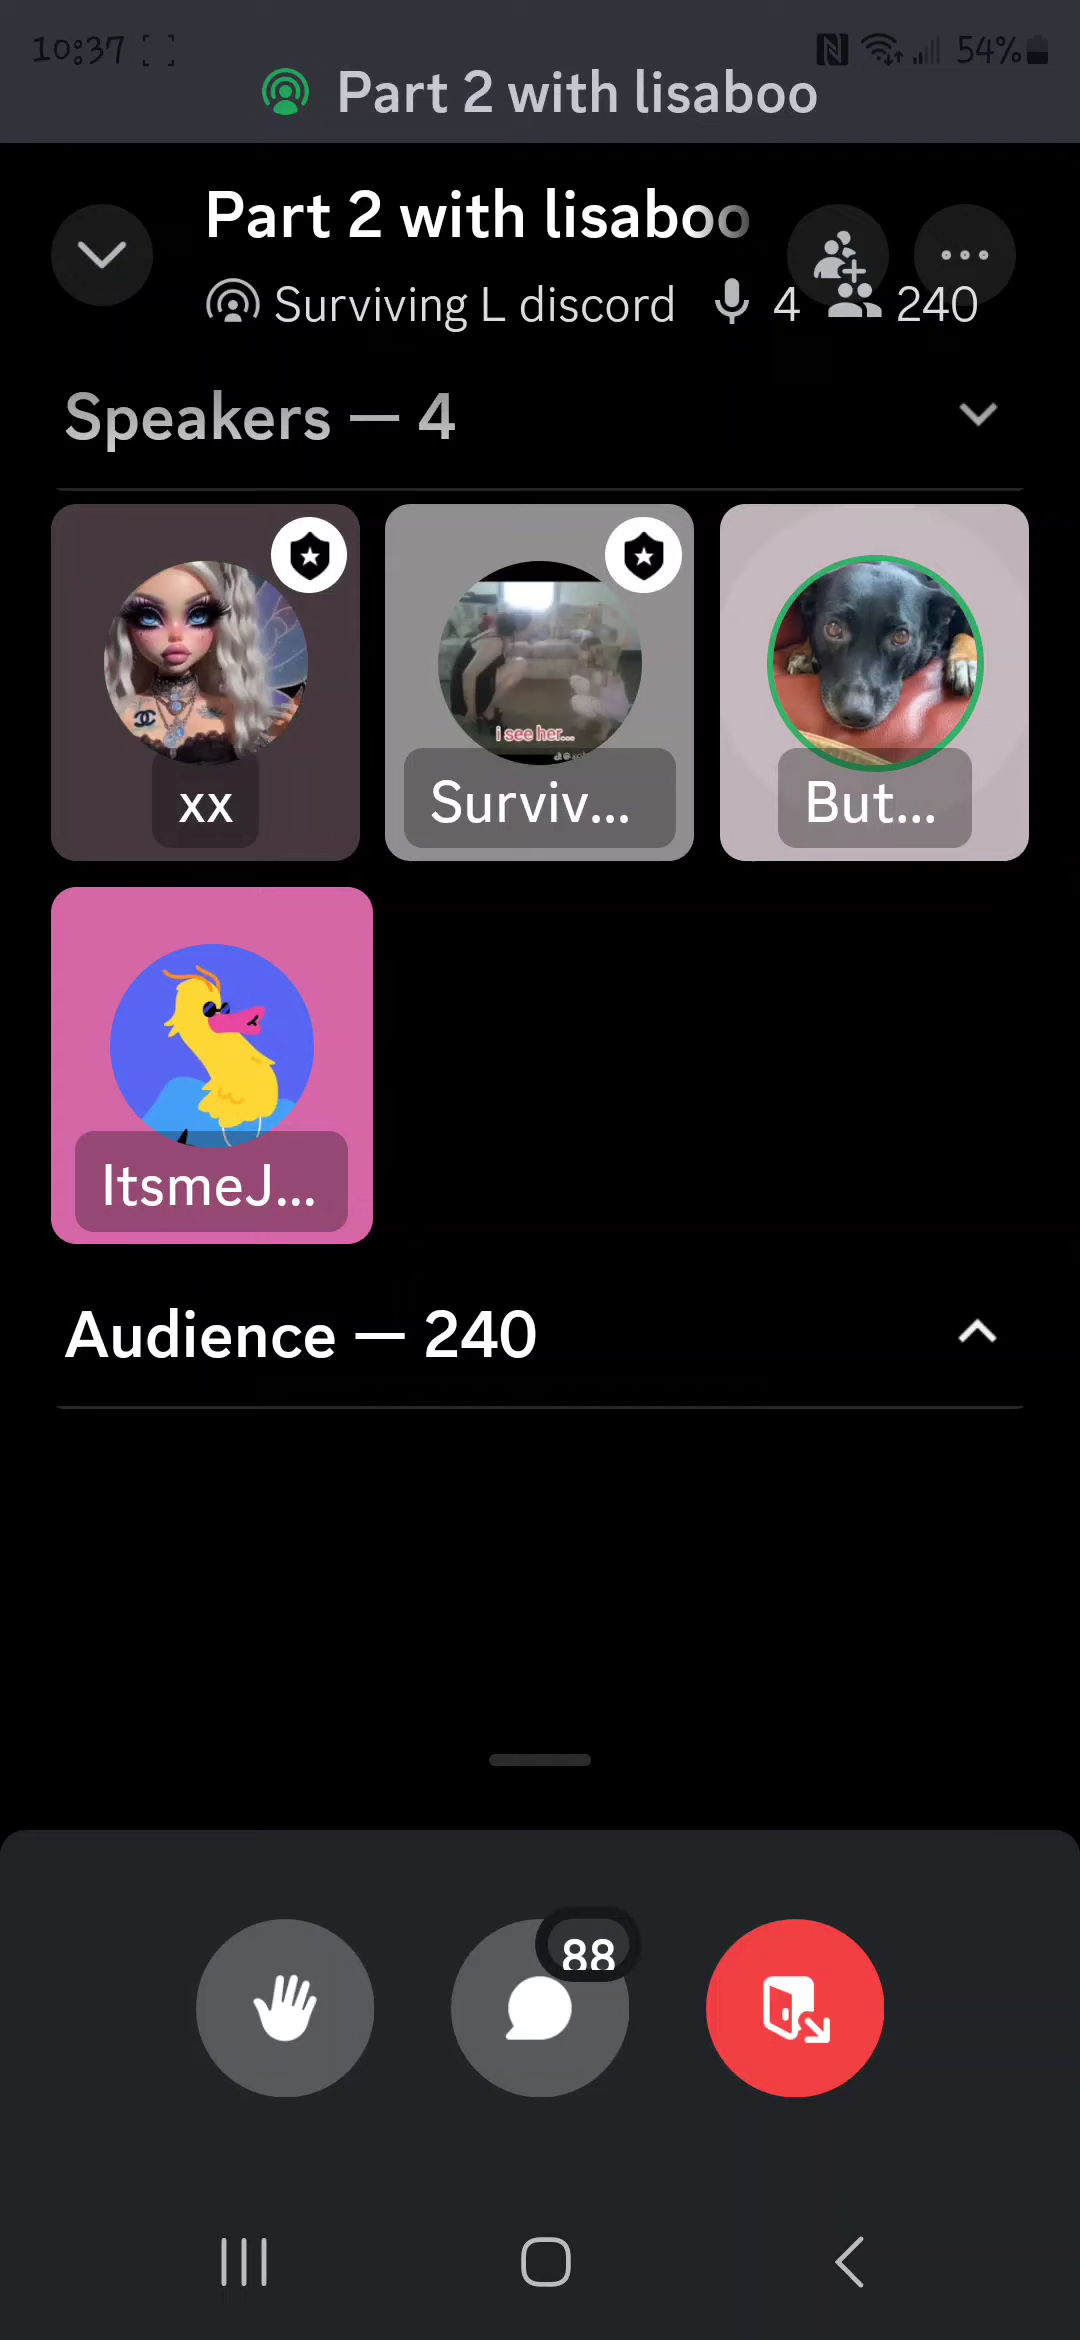 10:37 54%
Part 2 with lisaboo
Part 2 with lisaboo
Surviving L discord 4 240
Speakers — 4
i see her...
xx Surviv... But...
ItsmeJ...
Audience — 240
88